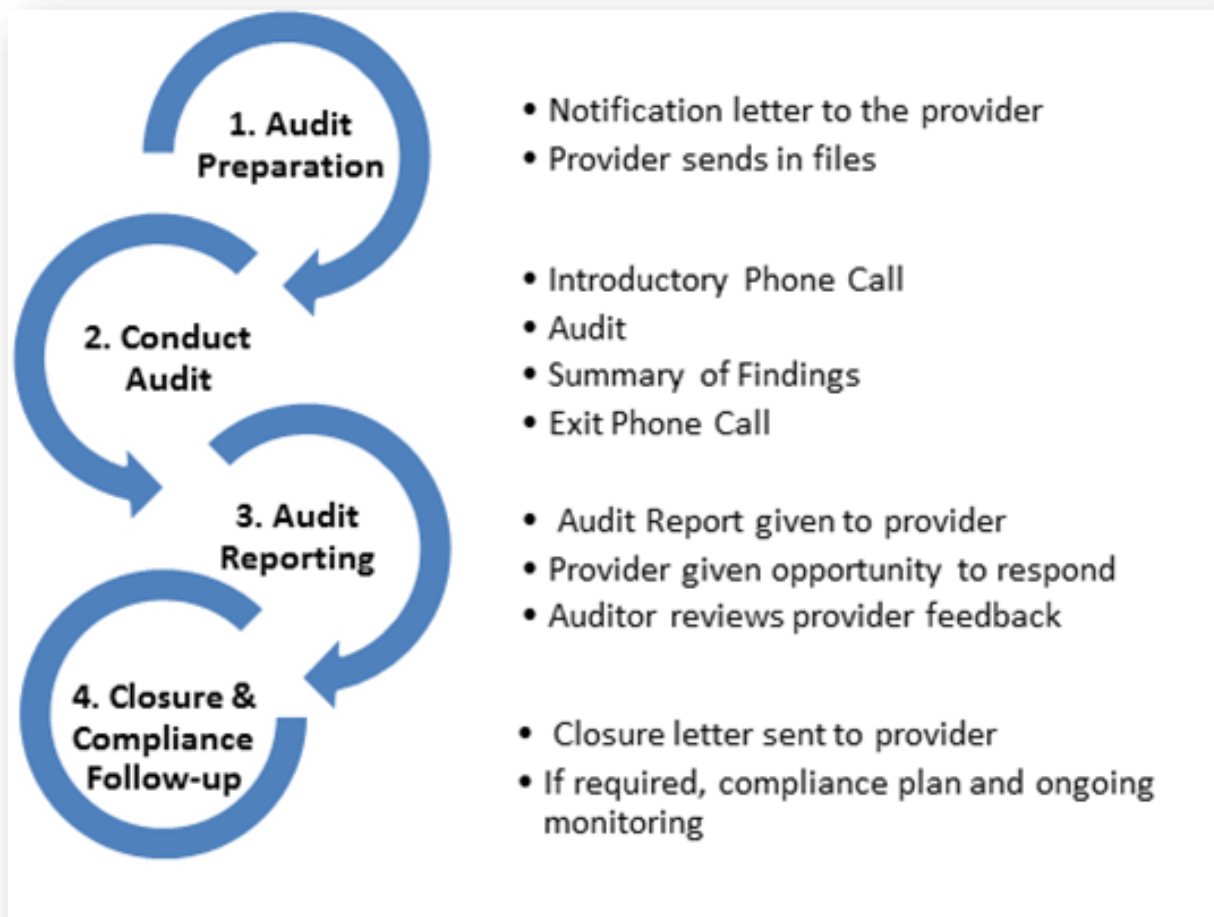 1. Audit
Preparation
• Notification letter to the provider
• Provider sends in files
2. Conduct
Audit
• Introductory Phone Call
• Audit
• Summary of Findings
• Exit Phone Call
3. Audit
Reporting
• Audit Report given to provider
• Provider given opportunity to respond
• Auditor reviews provider feedback
4. Closure &
Compliance
Follow-up
• Closure letter sent to provider
• If required, compliance plan and ongoing
monitoring